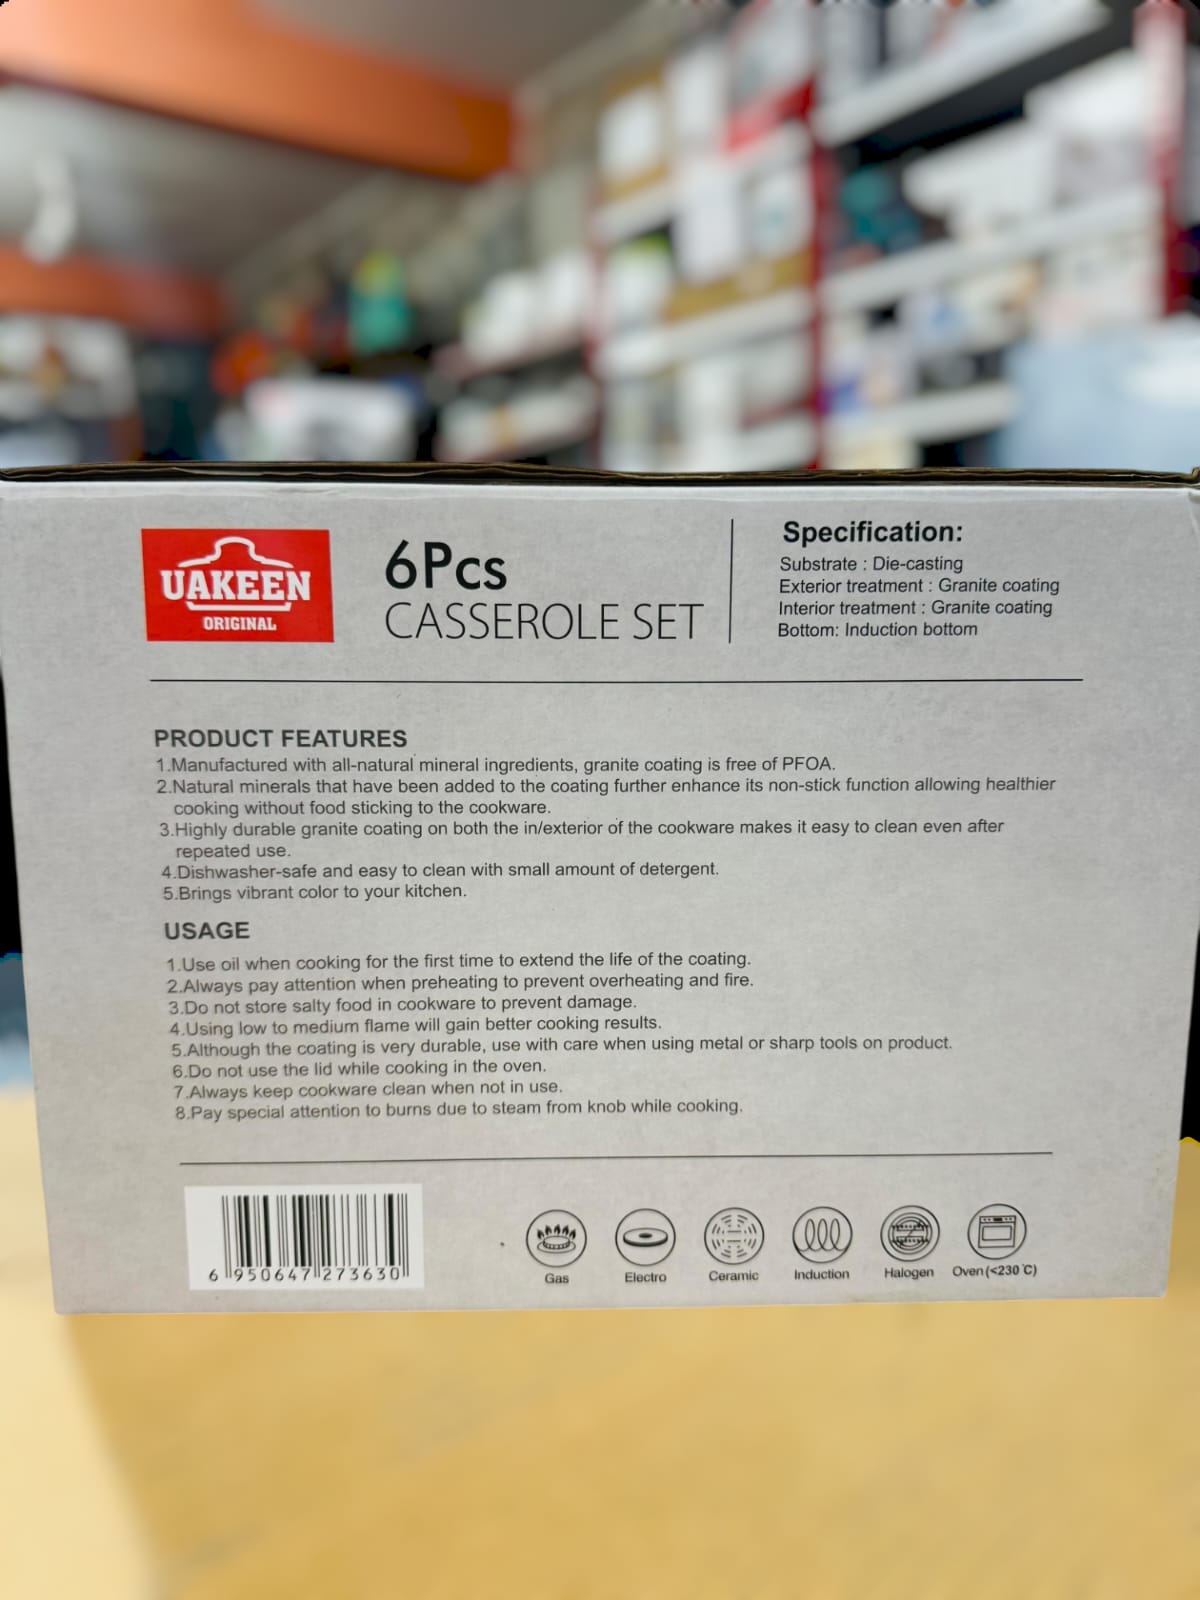 UAKEEN
ORIGINAL
6Pcs
CASSEROLE SET
Specification:
Substrate : Die-casting
Exterior treatment : Granite coating
Interior treatment : Granite coating
Bottom: Induction bottom
PRODUCT FEATURES
1.Manufactured with all-natural mineral ingredients, granite coating is free of PFOA.
2.Natural minerals that have been added to the coating further enhance its non-stick function allowing healthier
cooking without food sticking to the cookware.
3.Highly durable granite coating on both the in/exterior of the cookware makes it easy to clean even after
repeated use.
4.Dishwasher-safe and easy to clean with small amount of detergent.
5.Brings vibrant color to your kitchen.
USAGE
1.Use oil when cooking for the first time to extend the life of the coating.
2.Always pay attention when preheating to prevent overheating and fire.
3.Do not store salty food in cookware to prevent damage.
4.Using low to medium flame will gain better cooking results.
5.Although the coating is very durable, use with care when using metal or sharp tools on product.
6.Do not use the lid while cooking in the oven.
7.Always keep cookware clean when not in use.
8.Pay special attention to burns due to steam from knob while cooking.
6 950647 273630
Gas Electro Ceramic Induction Halogen Oven(<230℃)